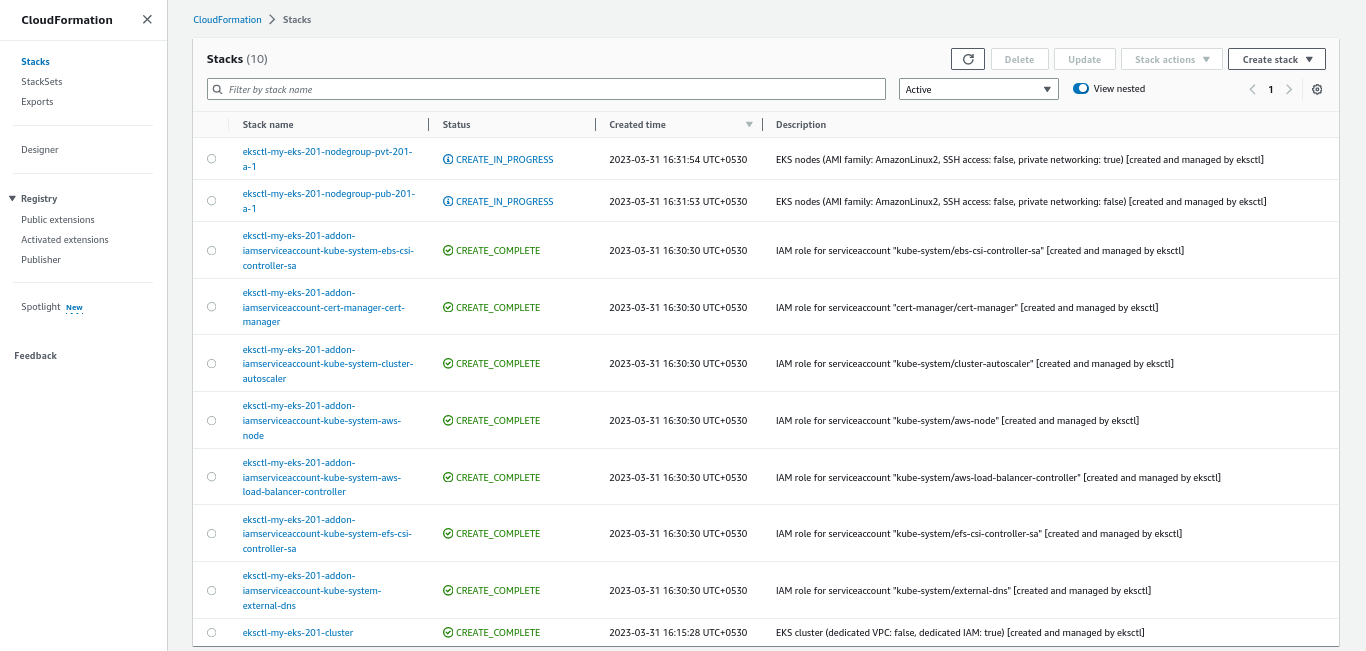 CloudFormation
Stacks
StackSets
Exports
Designer
Registry
Public extensions
Activated extensions
Publisher
Spotlight New
Feedback
CloudFormation Stacks
Stacks (10)
Delete
Update
Stack actions
Create stack
Filter by stack name
Active
View nested
1
Stack name Status Created time Description
eksctl-my-eks-201-nodegroup-pvt-201-
a-1
CREATE_IN_PROGRESS 2023-03-31 16:31:54 UTC+0530 EKS nodes (AMI family: AmazonLinux2, SSH access: false, private networking: true) [created and managed by eksctl]
eksctl-my-eks-201-nodegroup-pub-201-
a-1
CREATE_IN_PROGRESS 2023-03-31 16:31:53 UTC+0530 EKS nodes (AMI family: AmazonLinux2, SSH access: false, private networking: false) [created and managed by eksctl]
eksctl-my-eks-201-addon-
iamserviceaccount-kube-system-ebs-csi-
controller-sa
CREATE_COMPLETE 2023-03-31 16:30:30 UTC+0530 IAM role for serviceaccount "kube-system/ebs-csi-controller-sa" [created and managed by eksctl]
eksctl-my-eks-201-addon-
iamserviceaccount-cert-manager-cert-
manager
CREATE_COMPLETE 2023-03-31 16:30:30 UTC+0530 IAM role for serviceaccount "cert-manager/cert-manager" [created and managed by eksctl]
eksctl-my-eks-201-addon-
iamserviceaccount-kube-system-cluster-
autoscaler
CREATE_COMPLETE 2023-03-31 16:30:30 UTC+0530 IAM role for serviceaccount "kube-system/cluster-autoscaler" [created and managed by eksctl]
eksctl-my-eks-201-addon-
iamserviceaccount-kube-system-aws-
node
CREATE_COMPLETE 2023-03-31 16:30:30 UTC+0530 IAM role for serviceaccount "kube-system/aws-node" [created and managed by eksctl]
eksctl-my-eks-201-addon-
iamserviceaccount-kube-system-aws-
load-balancer-controller
CREATE_COMPLETE 2023-03-31 16:30:30 UTC+0530 IAM role for serviceaccount "kube-system/aws-load-balancer-controller" [created and managed by eksctl]
eksctl-my-eks-201-addon-
iamserviceaccount-kube-system-efs-csi-
controller-sa
CREATE_COMPLETE 2023-03-31 16:30:30 UTC+0530 IAM role for serviceaccount "kube-system/efs-csi-controller-sa" [created and managed by eksctl]
eksctl-my-eks-201-addon-
iamserviceaccount-kube-system-
external-dns
CREATE_COMPLETE 2023-03-31 16:30:30 UTC+0530 IAM role for serviceaccount "kube-system/external-dns" [created and managed by eksctl]
eksctl-my-eks-201-cluster CREATE_COMPLETE 2023-03-31 16:15:28 UTC+0530 EKS cluster (dedicated VPC: false, dedicated IAM: true) [created and managed by eksctl]